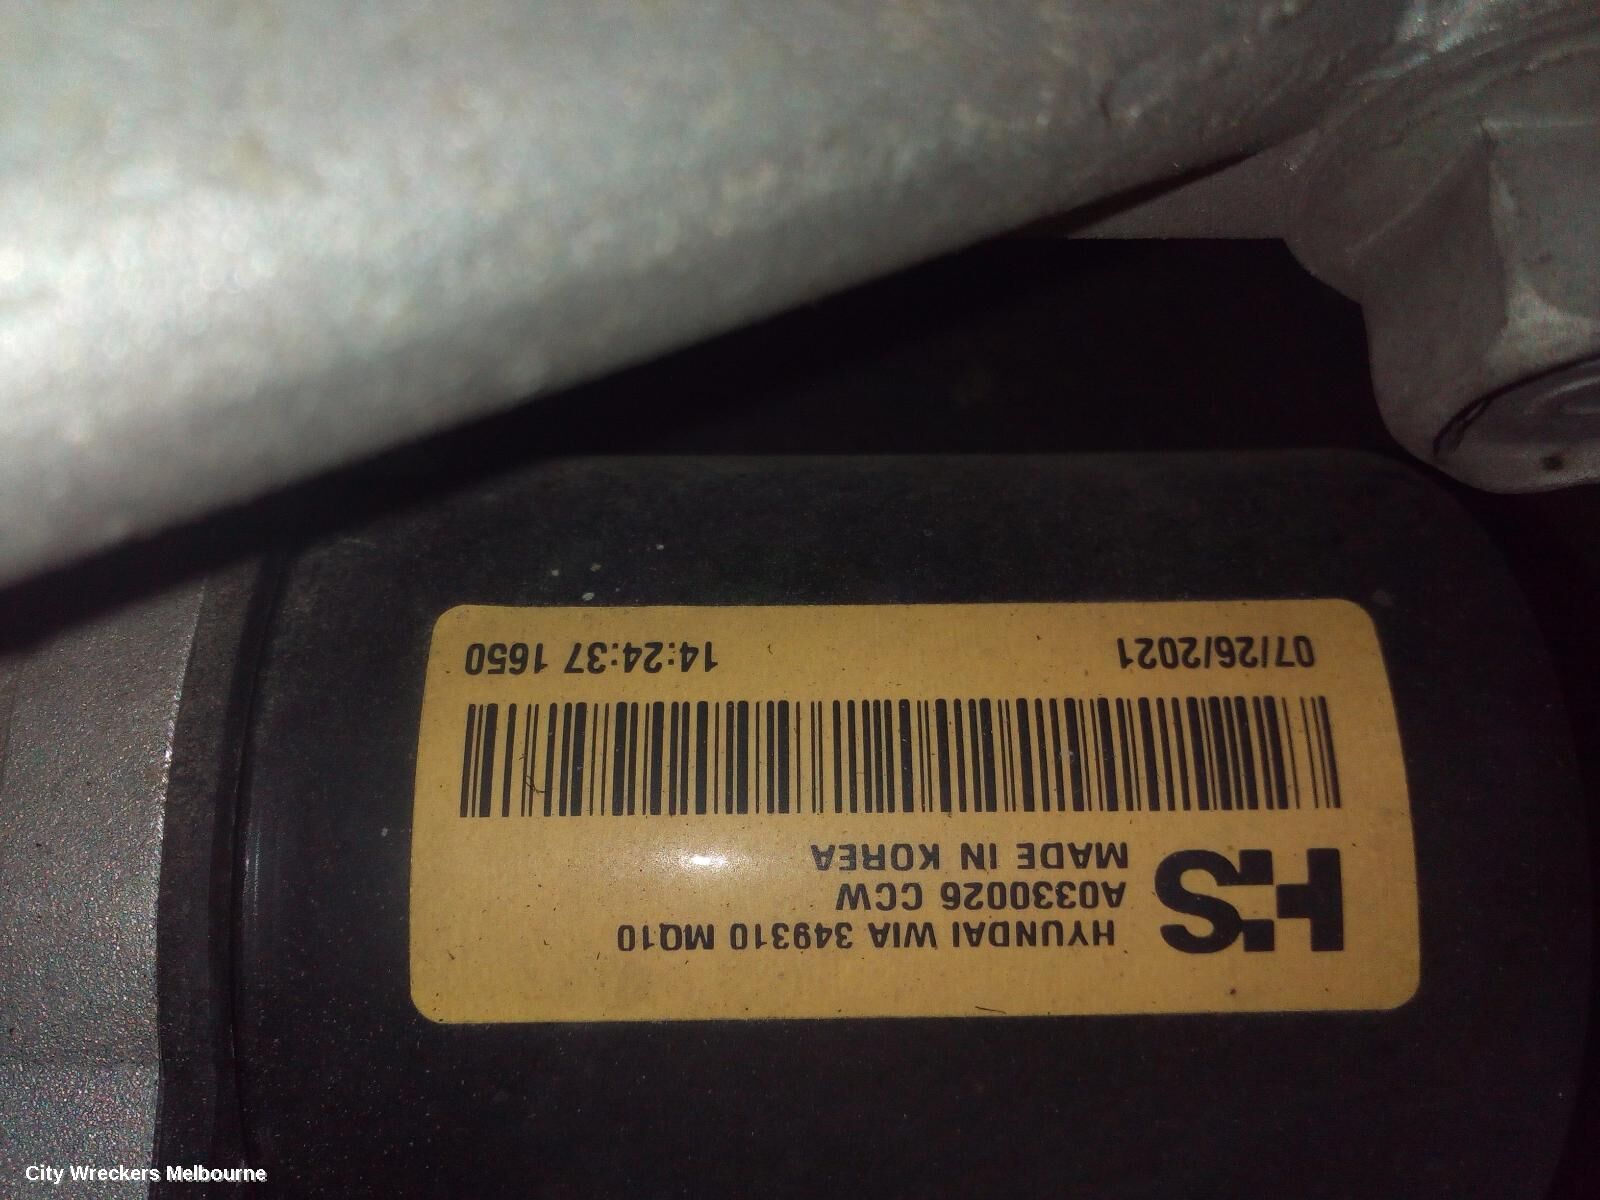 HS
HYUNDAI WIA 349310 MQ10
A0330026 CCW
MADE IN KOREA
07/26/2021 14:24:37 1650
City Wreckers Melbourne